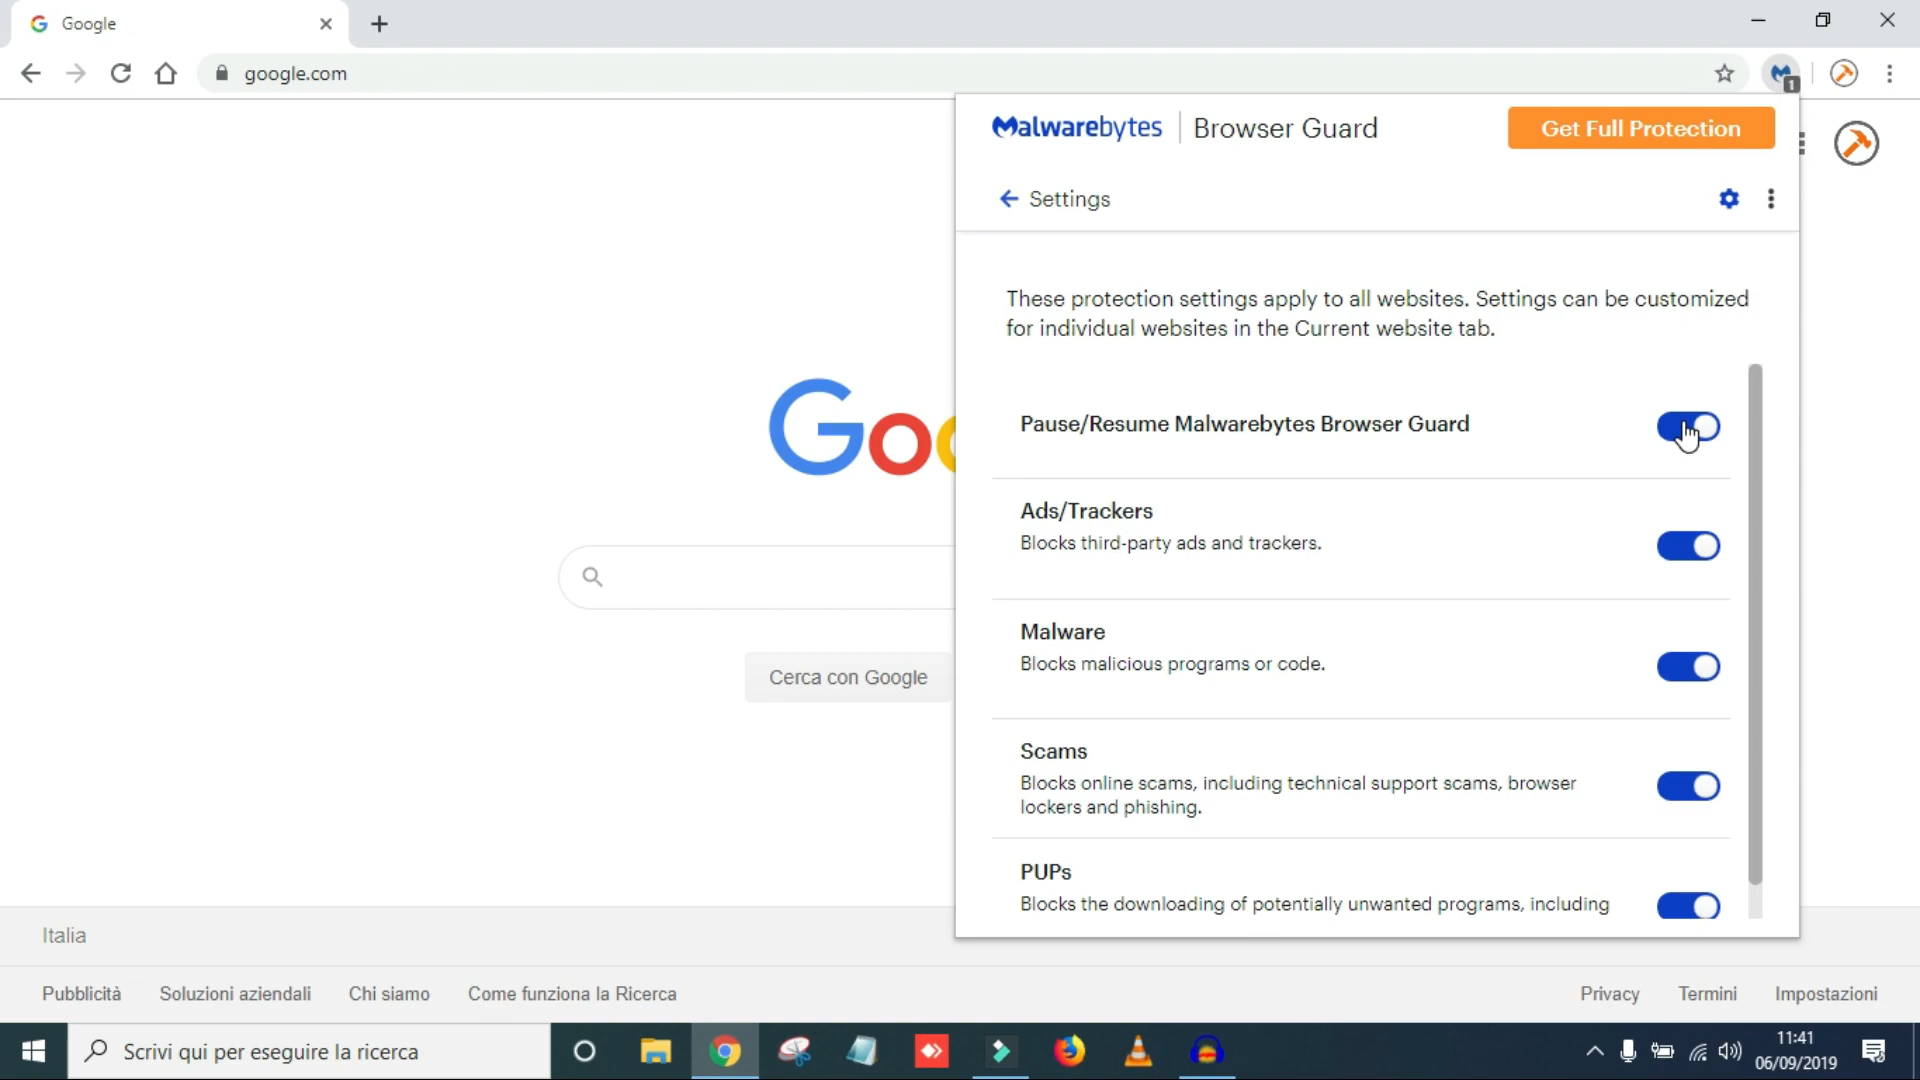 Google
google.com
1
Malwarebytes | Browser Guard
Get Full Protection
Settings
These protection settings apply to all websites. Settings can be customized
for individual websites in the Current website tab.
Pause/Resume Malwarebytes Browser Guard
Ads/Trackers
Blocks third-party ads and trackers.
Malware
Blocks malicious programs or code.
Scams
Blocks online scams, including technical support scams, browser
lockers and phishing.
PUPs
Blocks the downloading of potentially unwanted programs, including
Goo
Cerca con Google
Italia
Pubblicità Soluzioni aziendali Chi siamo Come funziona la Ricerca
Privacy Termini Impostazioni
Scrivi qui per eseguire la ricerca
11:41
06/09/2019